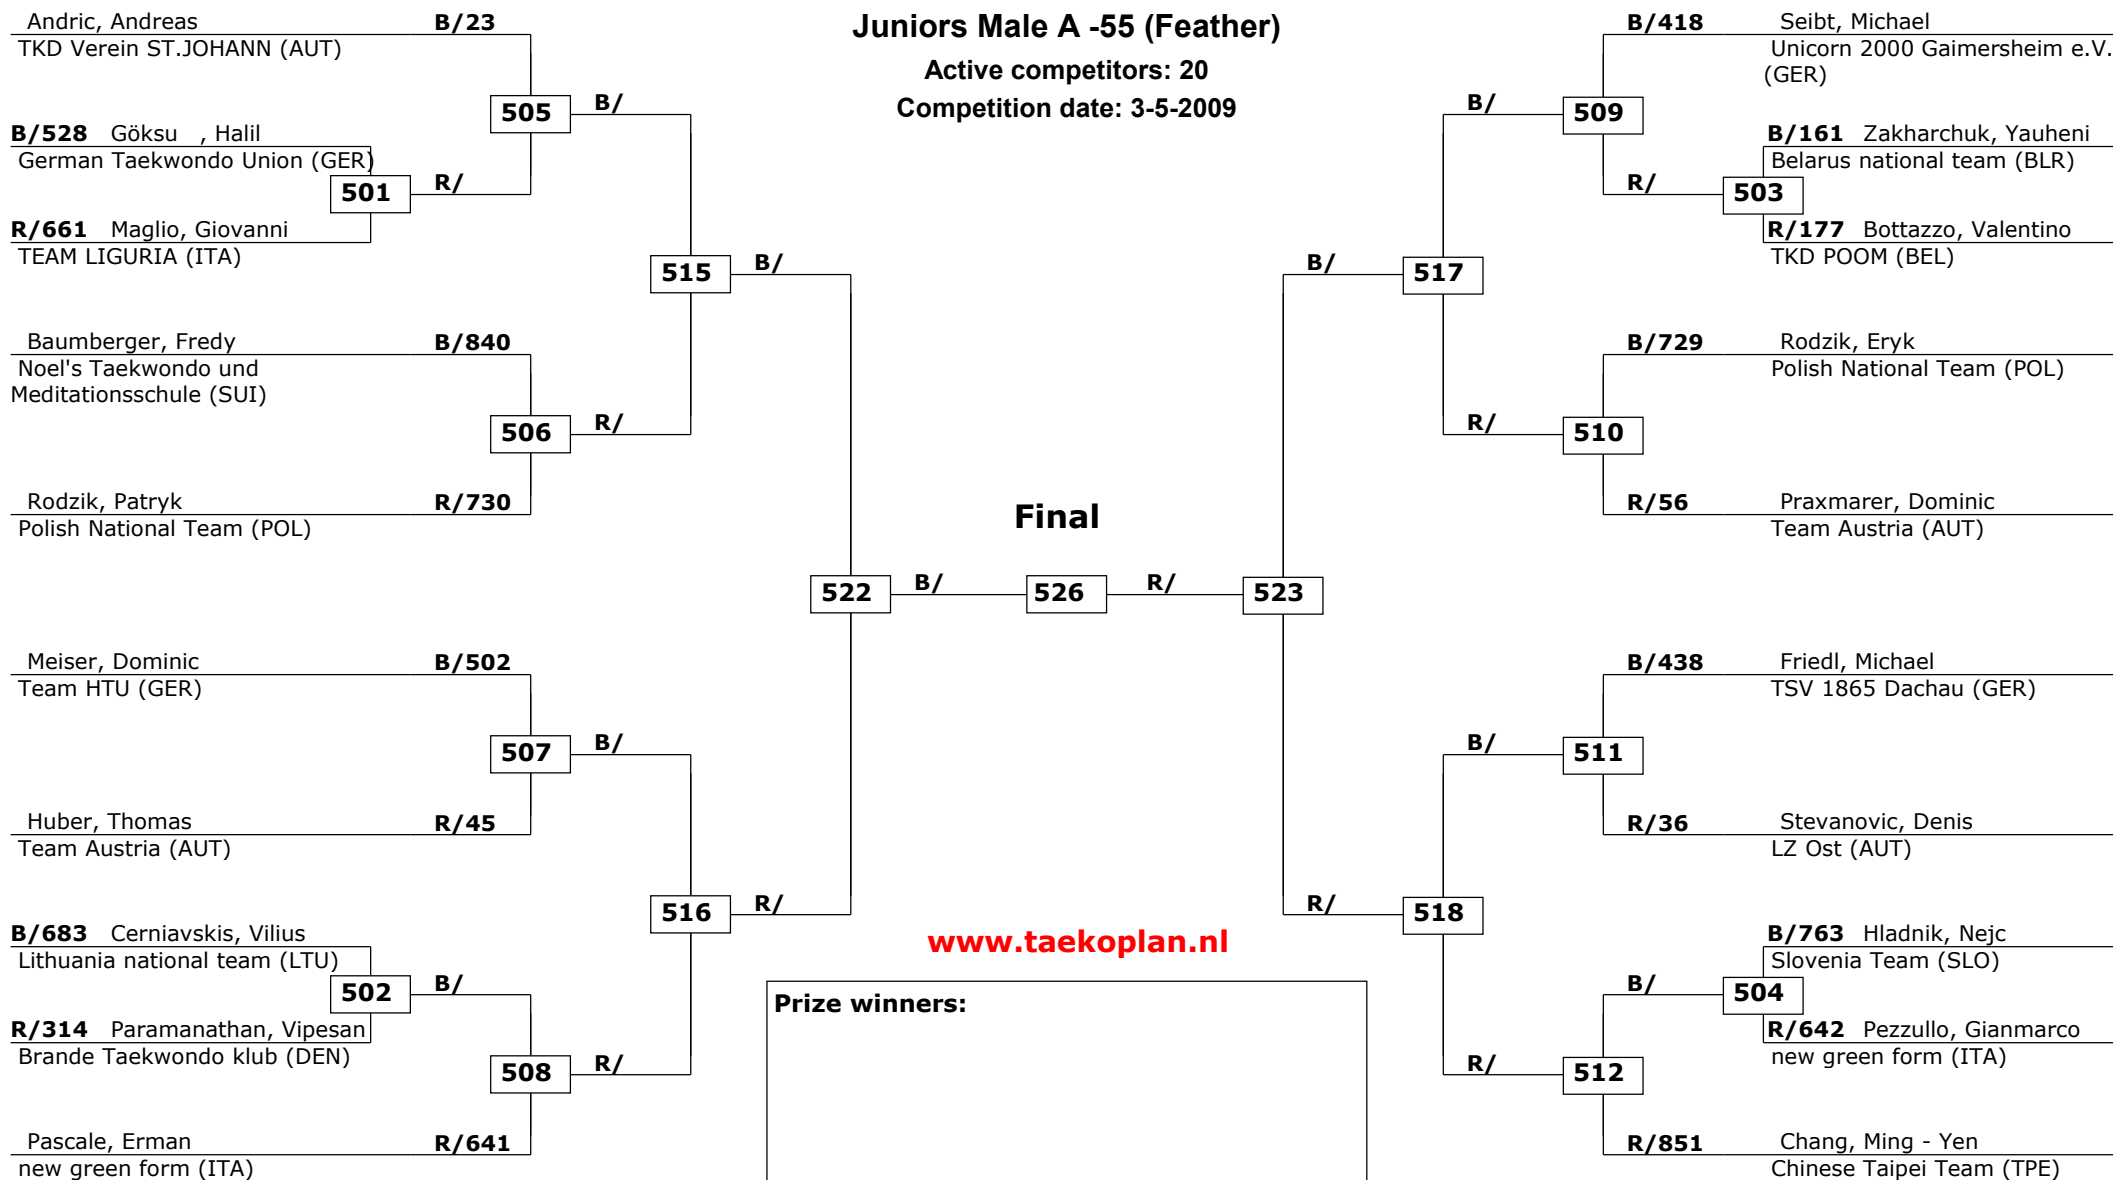 Juniors Male A -55 (Feather)
Active competitors: 20
Competition date: 3-5-2009
Andric, Andreas B/23
TKD Verein ST.JOHANN (AUT)
505 B/
B/528 Göksu , Halil
German Taekwondo Union (GER)
501 R/
R/661 Maglio, Giovanni
TEAM LIGURIA (ITA)
515 B/
Baumberger, Fredy B/840
Noel's Taekwondo und
Meditationsschule (SUI)
506 R/
Rodzik, Patryk R/730
Polish National Team (POL)
Final
522 B/ 526 R/ 523
Meiser, Dominic B/502
Team HTU (GER)
507 B/
Huber, Thomas R/45
Team Austria (AUT)
516 R/
B/683 Cerniavskis, Vilius
Lithuania national team (LTU)
502 B/
R/314 Paramanathan, Vipesan
Brande Taekwondo klub (DEN)
508 R/
Pascale, Erman R/641
new green form (ITA)
B/418 Seibt, Michael
Unicorn 2000 Gaimersheim e.V.
(GER)
B/ 509
B/161 Zakharchuk, Yauheni
Belarus national team (BLR)
R/ 503
R/177 Bottazzo, Valentino
TKD POOM (BEL)
B/ 517
B/729 Rodzik, Eryk
Polish National Team (POL)
R/ 510
R/56 Praxmarer, Dominic
Team Austria (AUT)
B/438 Friedl, Michael
TSV 1865 Dachau (GER)
B/ 511
R/36 Stevanovic, Denis
LZ Ost (AUT)
R/ 518
B/763 Hladnik, Nejc
Slovenia Team (SLO)
B/ 504
R/642 Pezzullo, Gianmarco
new green form (ITA)
R/ 512
R/851 Chang, Ming - Yen
Chinese Taipei Team (TPE)
www.taekoplan.nl
Prize winners: